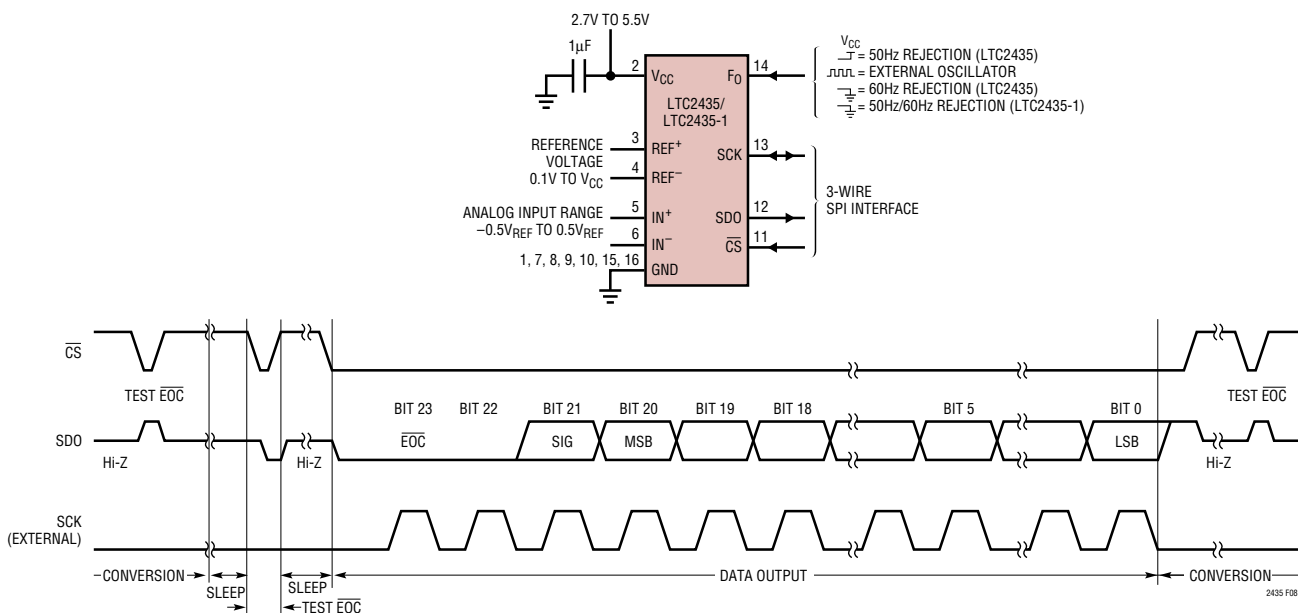 2.7V TO 5.5V
1µF
2
VCC
FO
14
LTC2435/
LTC2435-1
VCC
= 50Hz REJECTION (LTC2435)
= EXTERNAL OSCILLATOR
= 60Hz REJECTION (LTC2435)
= 50Hz/60Hz REJECTION (LTC2435-1)
REFERENCE
VOLTAGE
0.1V TO VCC
3
REF+
4
REF–
SCK
13
ANALOG INPUT RANGE
–0.5VREF TO 0.5VREF
5
IN+
6
IN–
SDO
12
CS
11
3-WIRE
SPI INTERFACE
1, 7, 8, 9, 10, 15, 16
GND
CS
TEST EOC
TEST EOC
BIT 23
BIT 22
BIT 21
BIT 20
BIT 19
BIT 18
BIT 5
BIT 0
SDO
EOC
SIG
MSB
LSB
Hi-Z
Hi-Z
Hi-Z
SCK
(EXTERNAL)
CONVERSION
SLEEP
SLEEP
TEST EOC
DATA OUTPUT
CONVERSION
2435 F08